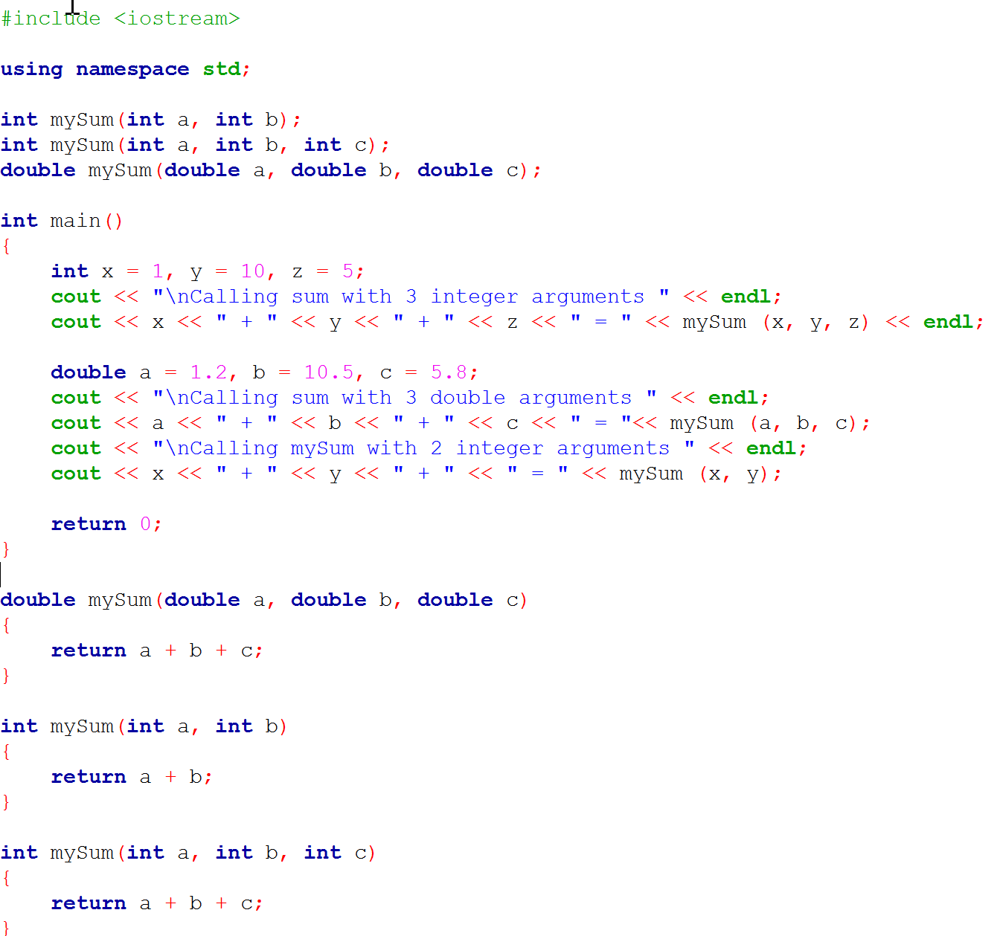 #include <iostream>
using namespace std;
int mySum(int a, int b);
int mySum(int a, int b, int c);
double mySum(double a, double b, double c);
int main()
{
    int x = 1, y = 10, z = 5;
    cout << "\nCalling sum with 3 integer arguments " << endl;
    cout << x << " + " << y << " + " << z << " = " << mySum (x, y, z) << endl;
    double a = 1.2, b = 10.5, c = 5.8;
    cout << "\nCalling sum with 3 double arguments " << endl;
    cout << a << " + " << b << " + " << c << " = "<< mySum (a, b, c);
    cout << "\nCalling mySum with 2 integer arguments " << endl;
    cout << x << " + " << y << " + " << " = " << mySum (x, y);
    return 0;
}
double mySum(double a, double b, double c)
{
    return a + b + c;
}
int mySum(int a, int b)
{
    return a + b;
}
int mySum(int a, int b, int c)
{
    return a + b + c;
}